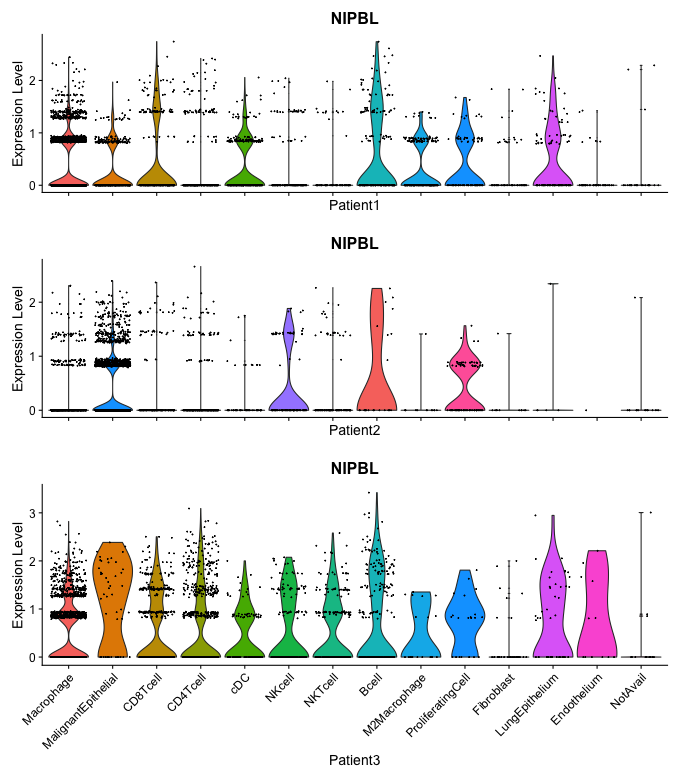 NIPBL
Expression Level
2
1
0
Patient1
NIPBL
Expression Level
2
1
0
Patient2
NIPBL
Expression Level
3
2
1
0
Macrophage
MalignantEpithelial
CD8Tcell
CD4Tcell
cDC
NKcell
NKTcell
Bcell
M2Macrophage
ProliferatingCell
Fibroblast
LungEpithelium
Endothelium
NotAvail
Patient3